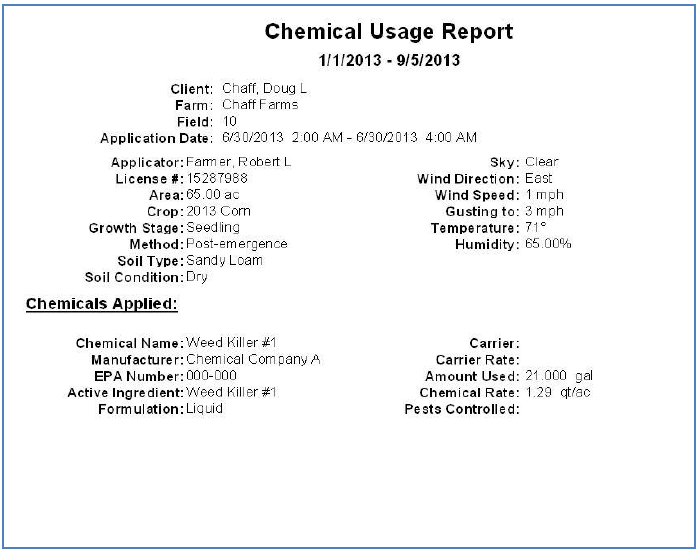 Chemical Usage Report
1/1/2013 - 9/5/2013
Client: Chaff, Doug L
Farm: Chaff Farms
Field: 10
Application Date: 6/30/2013 2:00 AM - 6/30/2013 4:00 AM
Applicator: Farmer, Robert L
License #: 15287988
Area: 65.00 ac
Crop: 2013 Corn
Growth Stage: Seedling
Method: Post-emergence
Soil Type: Sandy Loam
Soil Condition: Dry
Sky: Clear
Wind Direction: East
Wind Speed: 1 mph
Gusting to: 3 mph
Temperature: 71°
Humidity: 65.00%
Chemicals Applied:
Chemical Name: Weed Killer #1
Manufacturer: Chemical Company A
EPA Number: 000-000
Active Ingredient: Weed Killer #1
Formulation: Liquid
Carrier:
Carrier Rate:
Amount Used: 21.000 gal
Chemical Rate: 1.29 qt/ac
Pests Controlled: